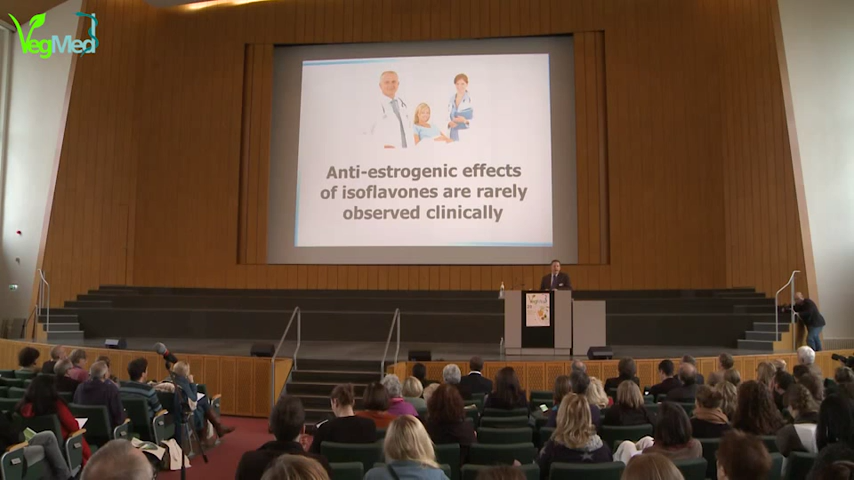 VegMed
Anti-estrogenic effects
of isoflavones are rarely
observed clinically